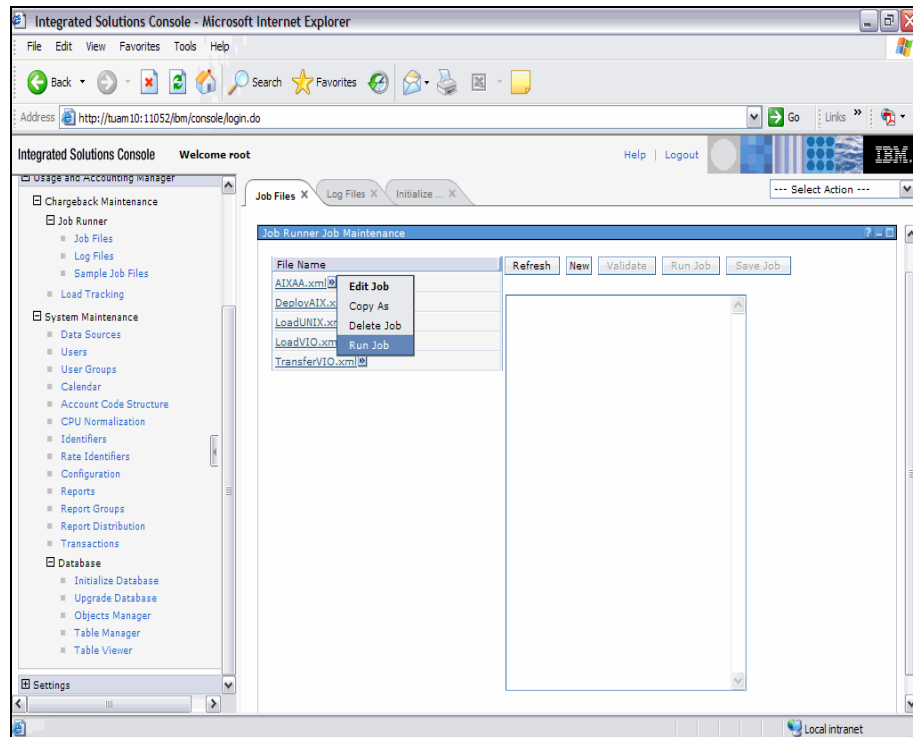 Integrated Solutions Console - Microsoft Internet Explorer
File Edit View Favorites Tools Help
Back Search Favorites
Address http://tuam10:11052/ibm/console/login.do Go Links »
Integrated Solutions Console Welcome root Help | Logout IBM.
Usage and Accounting Manager
Chargeback Maintenance
Job Runner
Job Files
Log Files
Sample Job Files
Load Tracking
System Maintenance
Data Sources
Users
User Groups
Calendar
Account Code Structure
CPU Normalization
Identifiers
Rate Identifiers
Configuration
Reports
Report Groups
Report Distribution
Transactions
Database
Initialize Database
Upgrade Database
Objects Manager
Table Manager
Table Viewer
Settings
Job Files X Log Files X Initialize ... X --- Select Action ---
Job Runner Job Maintenance
File Name
AIXAA.xml
DeployAIX.x
LoadUNIX.xm
LoadVIO.xm
TransferVIO.xml
Edit Job
Copy As
Delete Job
Run Job
Refresh New Validate Run Job Save Job
Local intranet